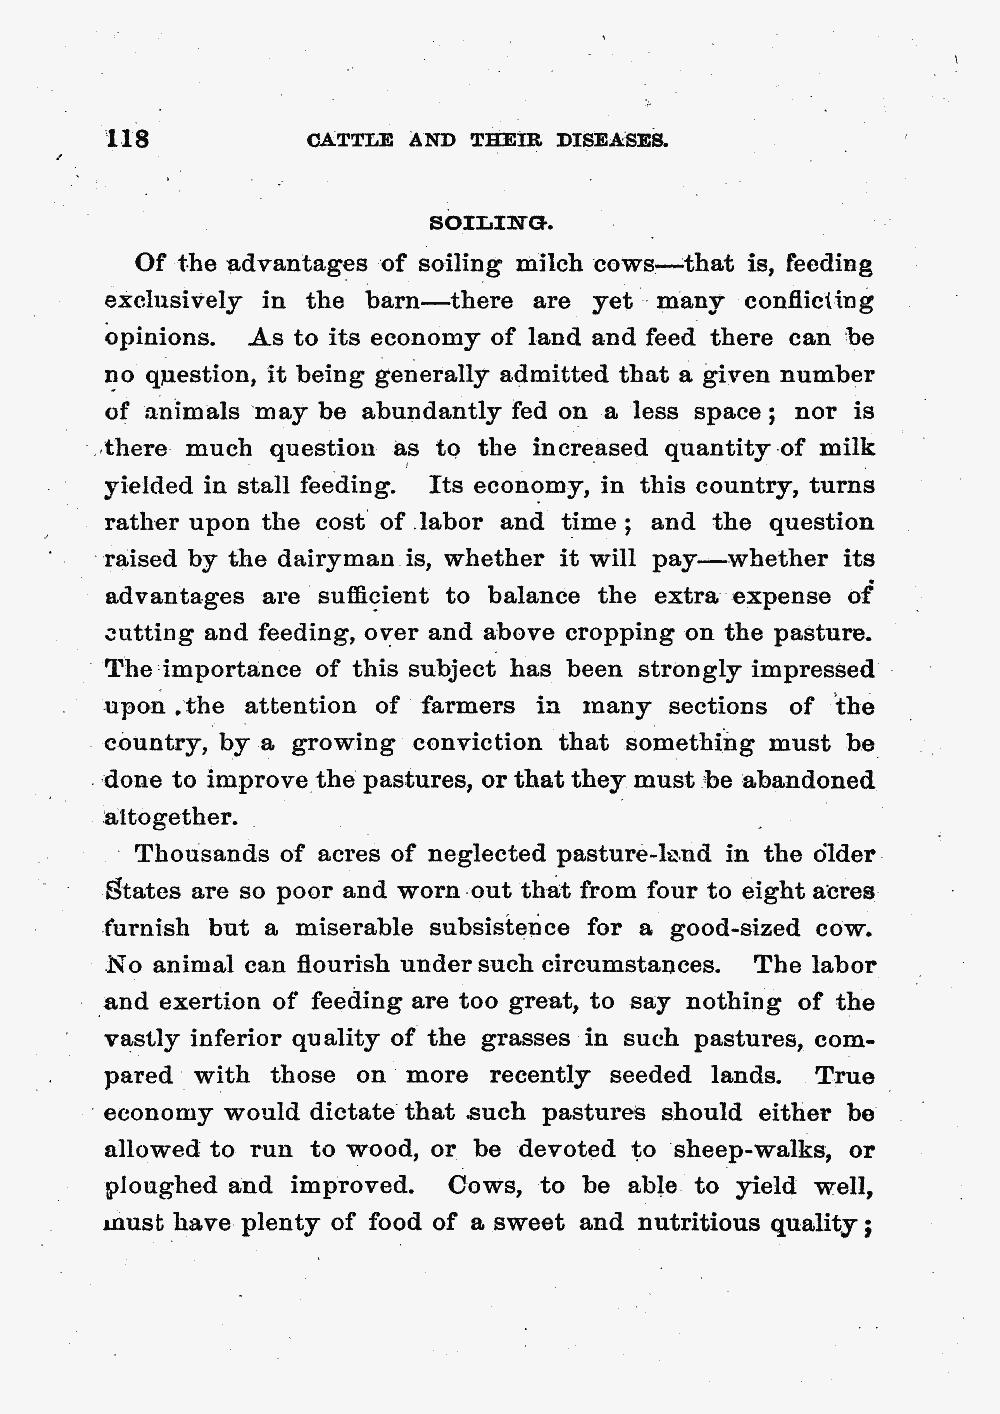 118 CATTLE AND THEIR DISEASES.
SOILING.
Of the advantages of soiling milch cows—that is, feeding
exclusively in the barn—there are yet many conflicting
opinions. As to its economy of land and feed there can be
no question, it being generally admitted that a given number
of animals may be abundantly fed on a less space; nor is
there much question as to the increased quantity of milk
yielded in stall feeding. Its economy, in this country, turns
rather upon the cost of labor and time; and the question
raised by the dairyman is, whether it will pay—whether its
advantages are sufficient to balance the extra expense of
cutting and feeding, over and above cropping on the pasture.
The importance of this subject has been strongly impressed
upon the attention of farmers in many sections of the
country, by a growing conviction that something must be
done to improve the pastures, or that they must be abandoned
altogether.
Thousands of acres of neglected pasture-land in the older
States are so poor and worn out that from four to eight acres
furnish but a miserable subsistence for a good-sized cow.
No animal can flourish under such circumstances. The labor
and exertion of feeding are too great, to say nothing of the
vastly inferior quality of the grasses in such pastures, com-
pared with those on more recently seeded lands. True
economy would dictate that such pastures should either be
allowed to run to wood, or be devoted to sheep-walks, or
ploughed and improved. Cows, to be able to yield well,
must have plenty of food of a sweet and nutritious quality;